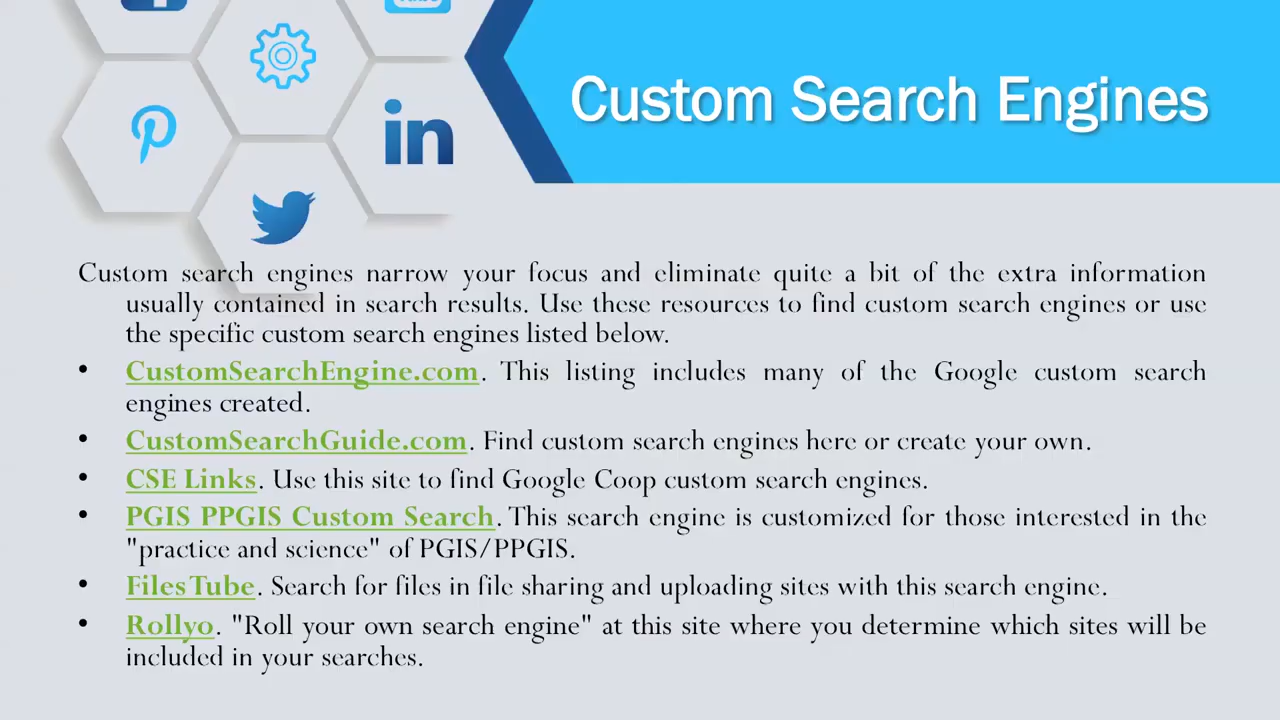 Custom Search Engines
in
Custom search engines narrow your focus and eliminate quite a bit of the extra information
usually contained in search results. Use these resources to find custom search engines or use
the specific custom search engines listed below.
• CustomSearchEngine.com. This listing includes many of the Google custom search
engines created.
• CustomSearchGuide.com. Find custom search engines here or create your own.
• CSE Links. Use this site to find Google Coop custom search engines.
• PGIS PPGIS Custom Search. This search engine is customized for those interested in the
"practice and science" of PGIS/PPGIS.
• FilesTube. Search for files in file sharing and uploading sites with this search engine.
• Rollyo. "Roll your own search engine" at this site where you determine which sites will be
included in your searches.